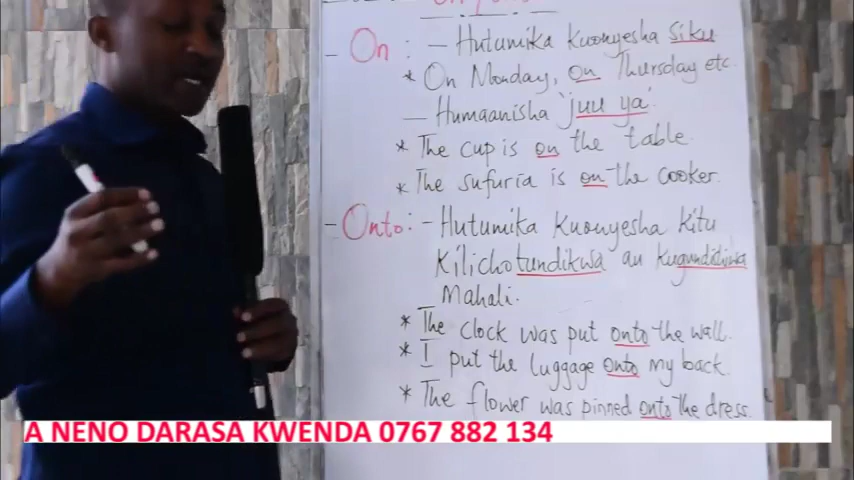 - On : - Hutumika kuonyesha siku
* On Monday, on Thursday etc.
- Humaanisha 'juu ya'.
* The cup is on the table.
* The sufuria is on the cooker.
- Onto: - Hutumika kuonyesha kitu
kilichotundikwa au kugandishwa
Mahali.
* The clock was put onto the wall.
* I put the luggage onto my back.
* The flower was pinned onto the dress.
A NENO DARASA KWENDA 0767 882 134